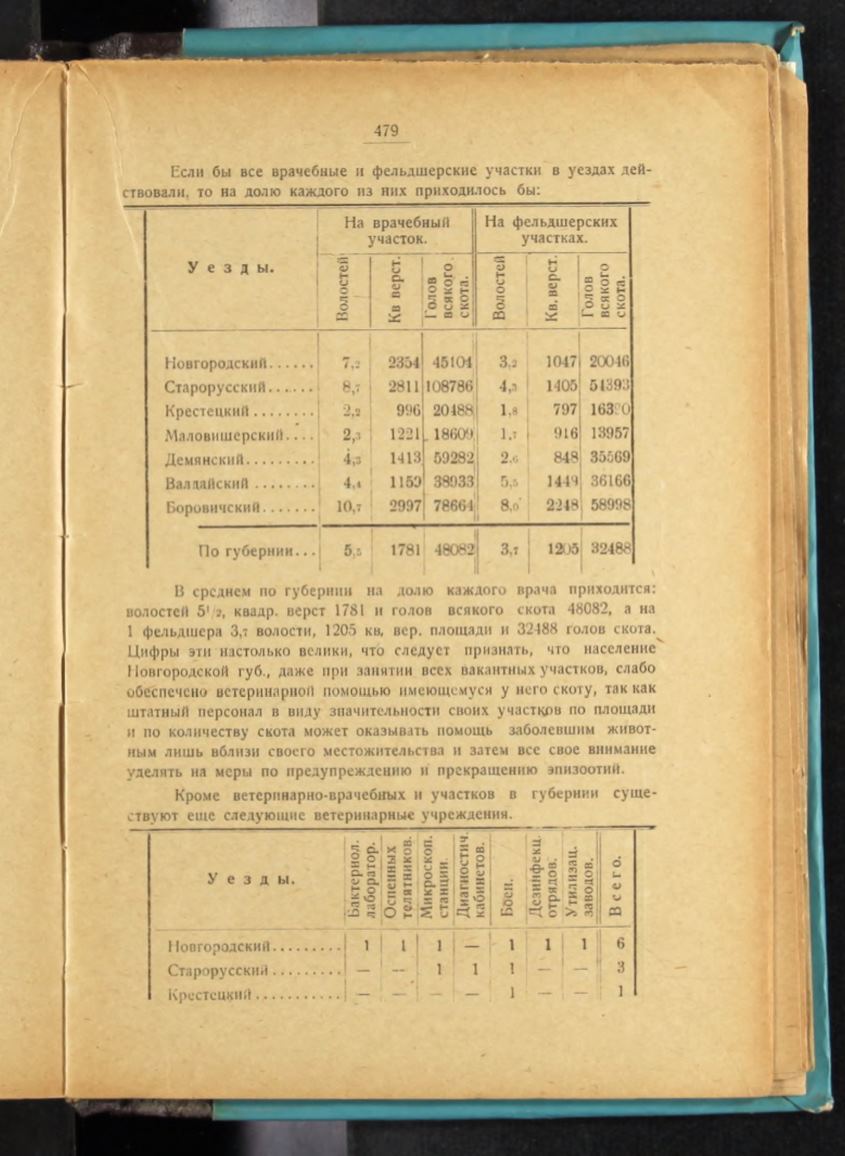 479
Если бы все врачебные и фельдшерские участки в уездах дей-
ствовали, то на долю каждого из них приходилось бы:
Уезды. На врачебный участок. На фельдшерских участках.
Волостей Кв верст. Голов всякого скота. Волостей Кв. верст. Голов всякого скота.
Новгородский...... 7,2 2354 45104 3,2 1047 20046
Старорусский...... 8,7 2811 108786 4,3 1405 51393
Крестецкий........ 2,2 996 20488 1,8 797
Маловишерский.... 2,3 1221 18609 1,7 916 13957
Демянский......... 4,3 1413 59282 2,6 848 35569
Валдайский ........ 4,4 1159 38933 5,5 1449 36166
Боровичский....... 10,7 2997 78664 8,0 2248 58998
По губернии... 5,5 1781 48082 3,7 1205 32488
В среднем по губернии на долю каждого врача приходится:
волостей 5¹/2, квадр. верст 1781 и голов всякого скота 48082, а на
1 фельдшера 3,7 волости, 1205 кв, вер. площади и 32488 голов скота.
Цифры эти настолько велики, что следует признать, что население
Новгородской губ., даже при занятии всех вакантных участков, слабо
обеспечено ветеринарной помощью имеющемуся у него скоту, так как
штатный персонал в виду значительности своих участков по площади
и по количеству скота может оказывать помощь заболевшим живот-
ным лишь вблизи своего местожительства и затем все свое внимание
уделять на меры по предупреждению и прекращению эпизоотий.
Кроме ветеринарно-врачебных и участков в губернии суще-
ствуют еще следующие ветеринарные учреждения.
Уезды. Бактериол. лаборатор. Оспенных телятников. Микроскоп. станции. Диагностич. кабинетов. Боен. Дезинфекц. отрядов. Утилизац. заводов. Всего.
Новгородский......... 1 1 1 — 1 1 1 6
Старорусский ......... — — 1 1 1 — — 3
Крестецкий ........... — — — — 1 — — 1